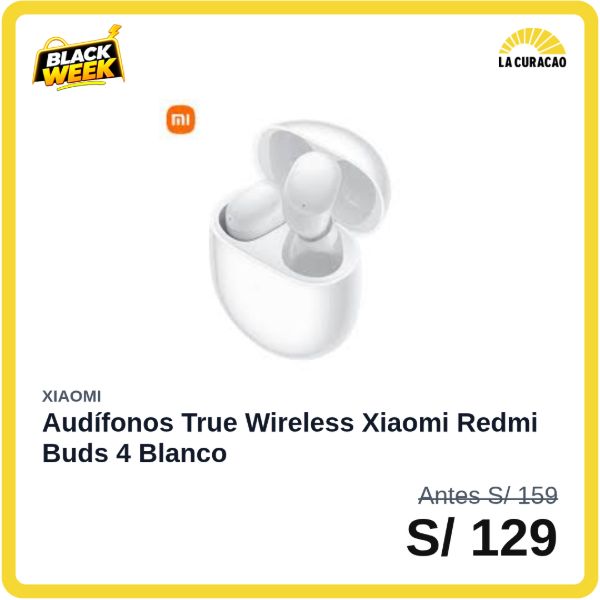 BLACK
WEEK
LA CURACAO
mi
XIAOMI
Audífonos True Wireless Xiaomi Redmi
Buds 4 Blanco
Antes S/ 159
S/ 129